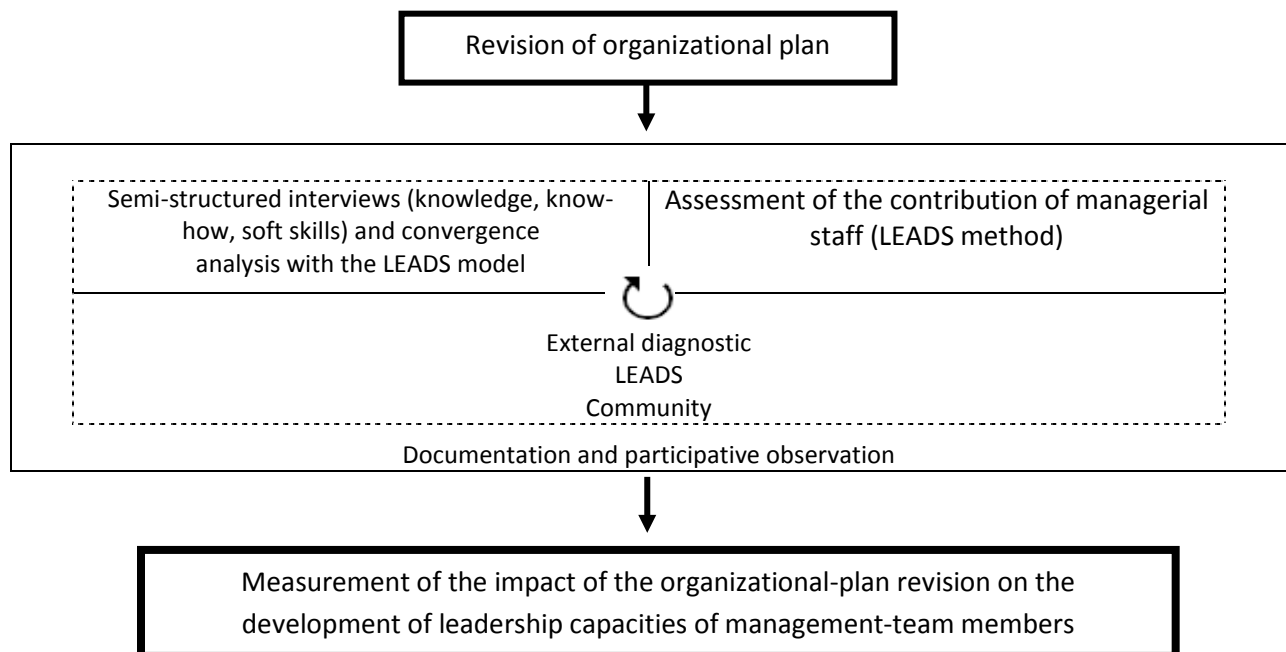 Revision of organizational plan
Semi-structured interviews (knowledge, know-
how, soft skills) and convergence
analysis with the LEADS model
Assessment of the contribution of managerial
staff (LEADS method)
External diagnostic
LEADS
Community
Documentation and participative observation
Measurement of the impact of the organizational-plan revision on the
development of leadership capacities of management-team members